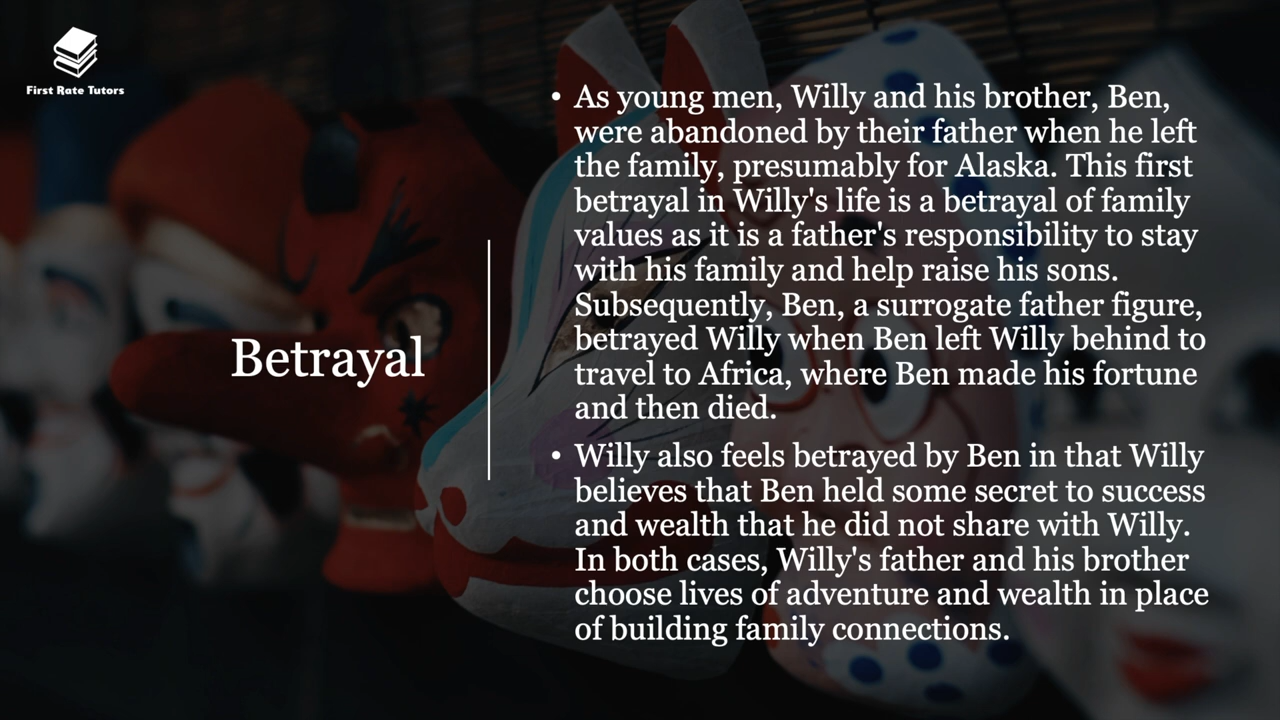 First Rate Tutors
Betrayal
• As young men, Willy and his brother, Ben,
were abandoned by their father when he left
the family, presumably for Alaska. This first
betrayal in Willy's life is a betrayal of family
values as it is a father's responsibility to stay
with his family and help raise his sons.
Subsequently, Ben, a surrogate father figure,
betrayed Willy when Ben left Willy behind to
travel to Africa, where Ben made his fortune
and then died.
• Willy also feels betrayed by Ben in that Willy
believes that Ben held some secret to success
and wealth that he did not share with Willy.
In both cases, Willy's father and his brother
choose lives of adventure and wealth in place
of building family connections.